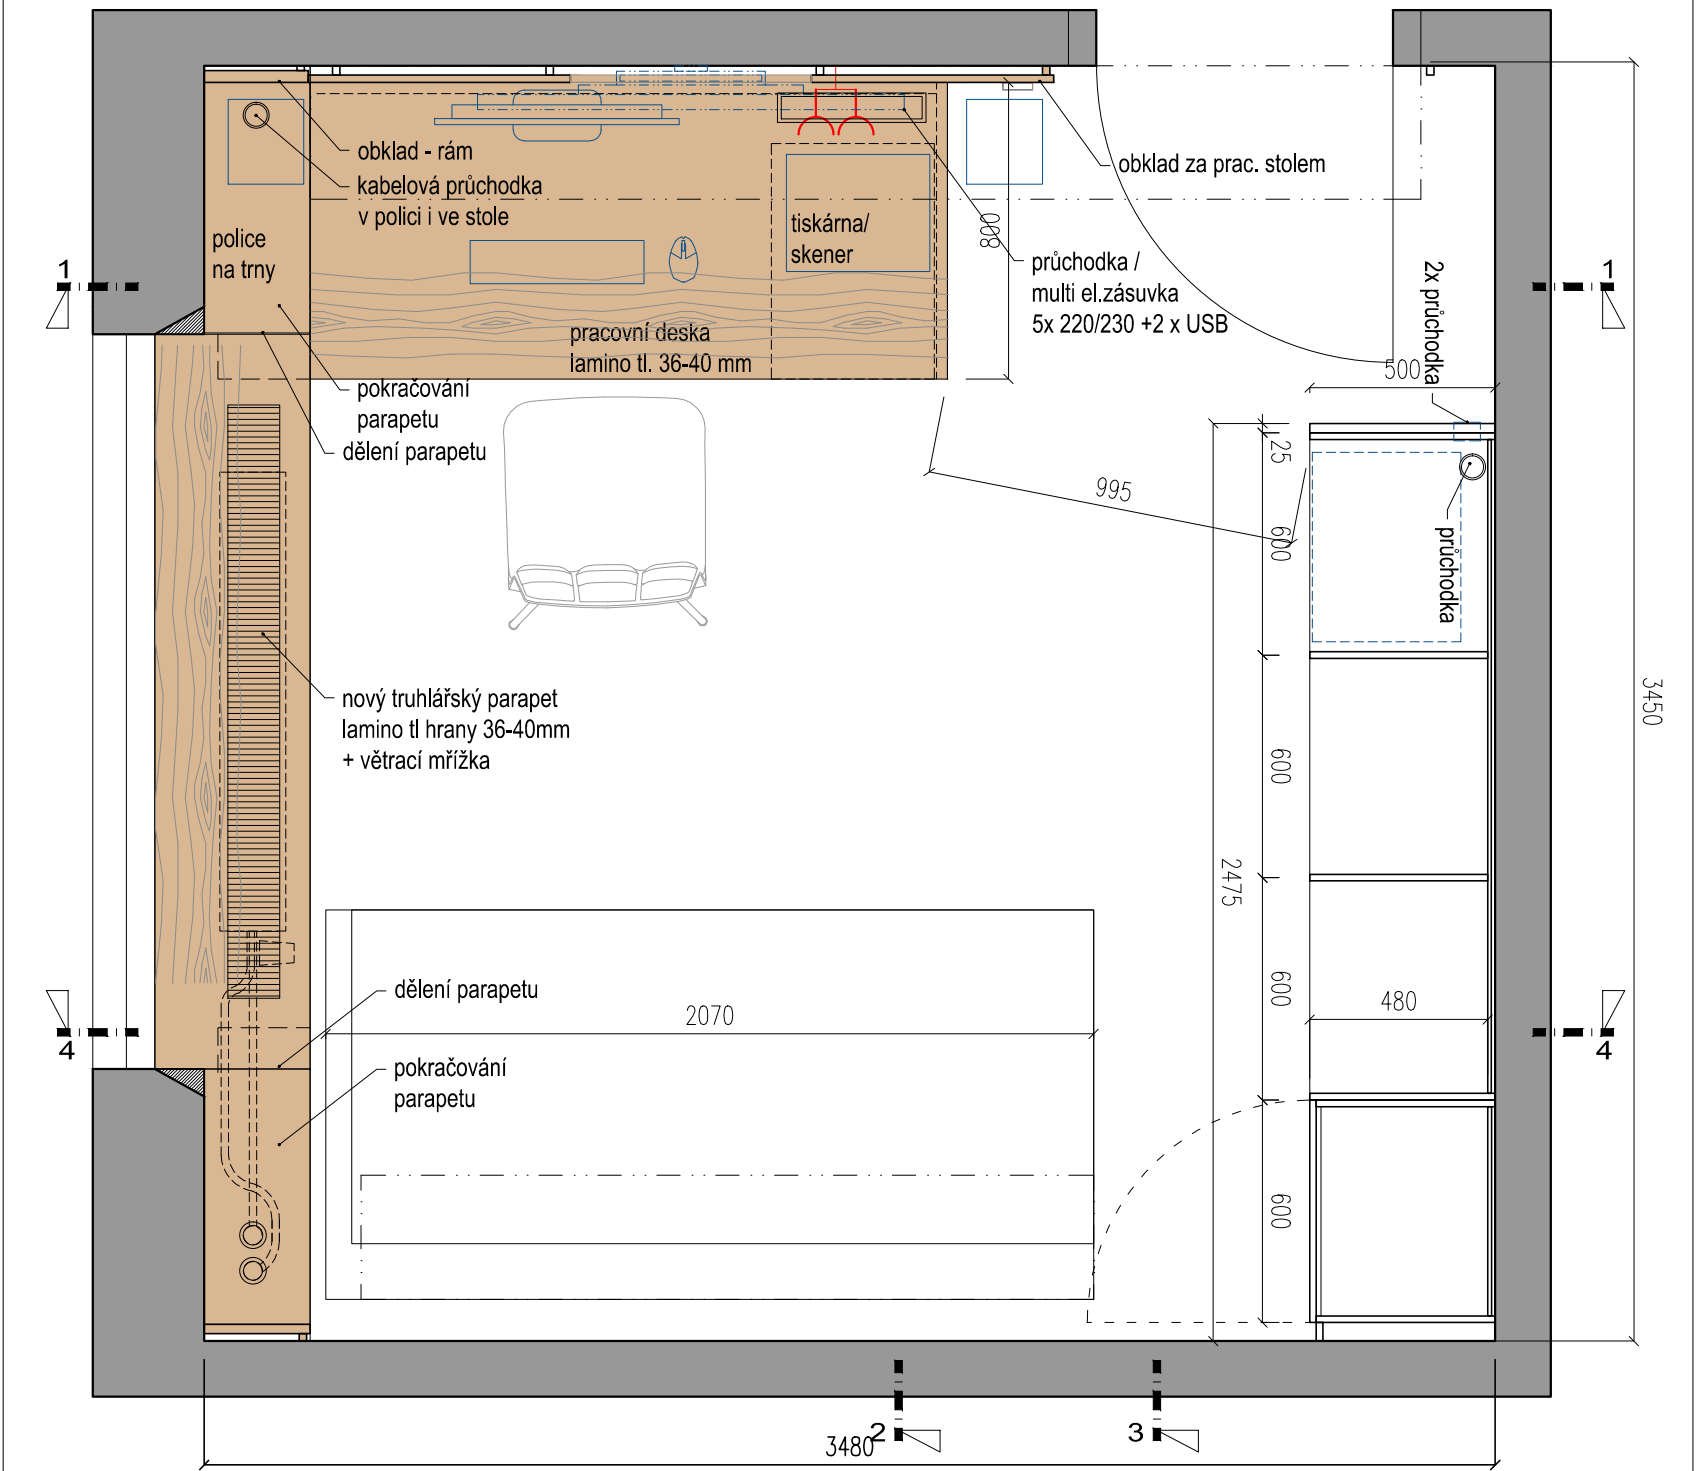 obklad - rám
kabelová průchodka
v polici i ve stole
police
na trny
tiskárna/
skener
obklad za prac. stolem
800
průchodka /
multi el.zásuvka
5x 220/230 +2 x USB
2x průchodka
1
1
pracovní deska
lamino tl. 36-40 mm
pokračování
parapetu
dělení parapetu
500
25
995
600
průchodka
nový truhlářský parapet
lamino tl hrany 36-40mm
+ větrací mřížka
3450
600
2475
dělení parapetu
2070
600
480
4
4
pokračování
parapetu
600
2
3
3480